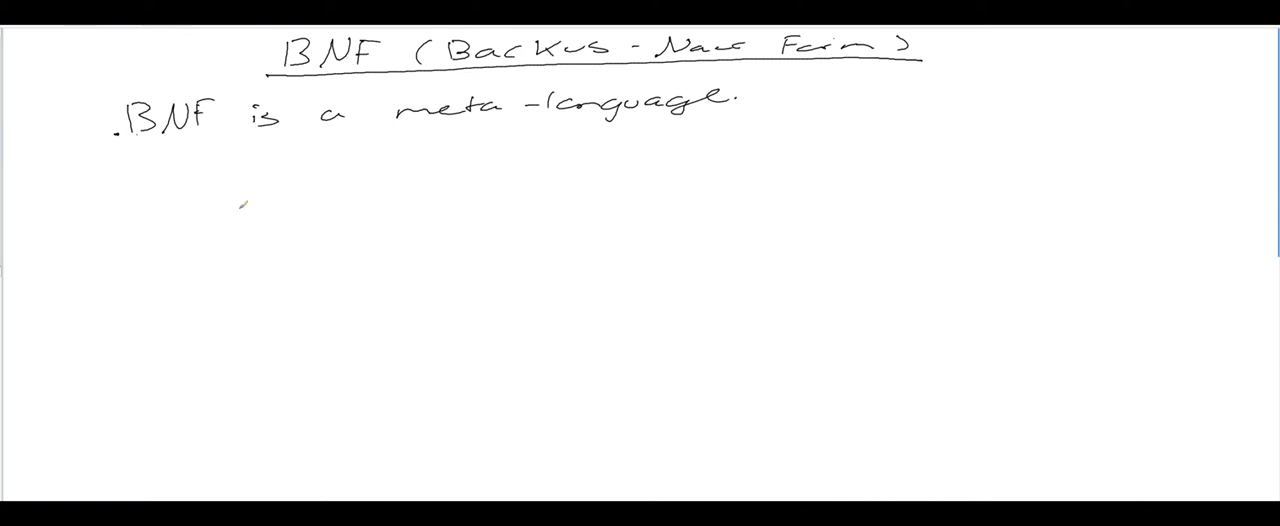 BNF (Backus - Naur Form)
.BNF is a meta-language.